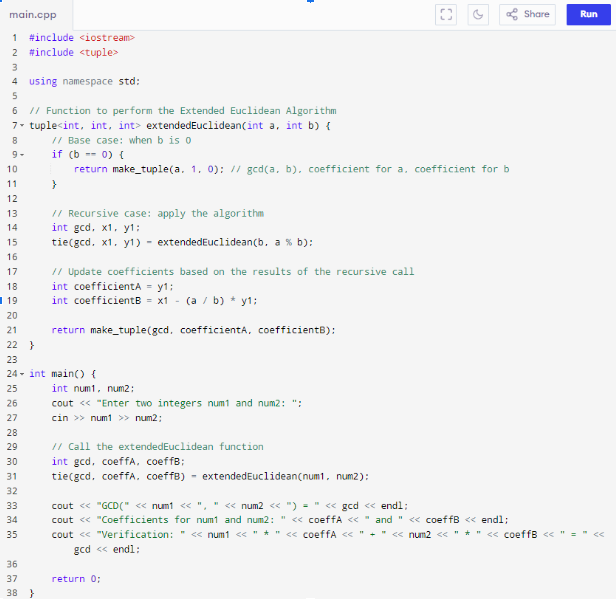 main.cpp
Share
Run
1 #include <iostream>
2 #include <tuple>
3
4 using namespace std;
5
6 // Function to perform the Extended Euclidean Algorithm
7 tuple<int, int, int> extendedEuclidean(int a, int b) {
8 // Base case: when b is 0
9 if (b == 0) {
10 return make_tuple(a, 1, 0); // gcd(a, b), coefficient for a, coefficient for b
11 }
12
13 // Recursive case: apply the algorithm
14 int gcd, x1, y1;
15 tie(gcd, x1, y1) = extendedEuclidean(b, a % b);
16
17 // Update coefficients based on the results of the recursive call
18 int coefficientA = y1;
19 int coefficientB = x1 - (a / b) * y1;
20
21 return make_tuple(gcd, coefficientA, coefficientB);
22 }
23
24 int main() {
25 int num1, num2;
26 cout << "Enter two integers num1 and num2: ";
27 cin >> num1 >> num2;
28
29 // Call the extendedEuclidean function
30 int gcd, coeffA, coeffB;
31 tie(gcd, coeffA, coeffB) = extendedEuclidean(num1, num2);
32
33 cout << "GCD(" << num1 << ", " << num2 << ") = " << gcd << endl;
34 cout << "Coefficients for num1 and num2: " << coeffA << " and " << coeffB << endl;
35 cout << "Verification: " << num1 << " * " << coeffA << " + " << num2 << " * " << coeffB << " = " <<
gcd << endl;
36
37 return 0;
38 }